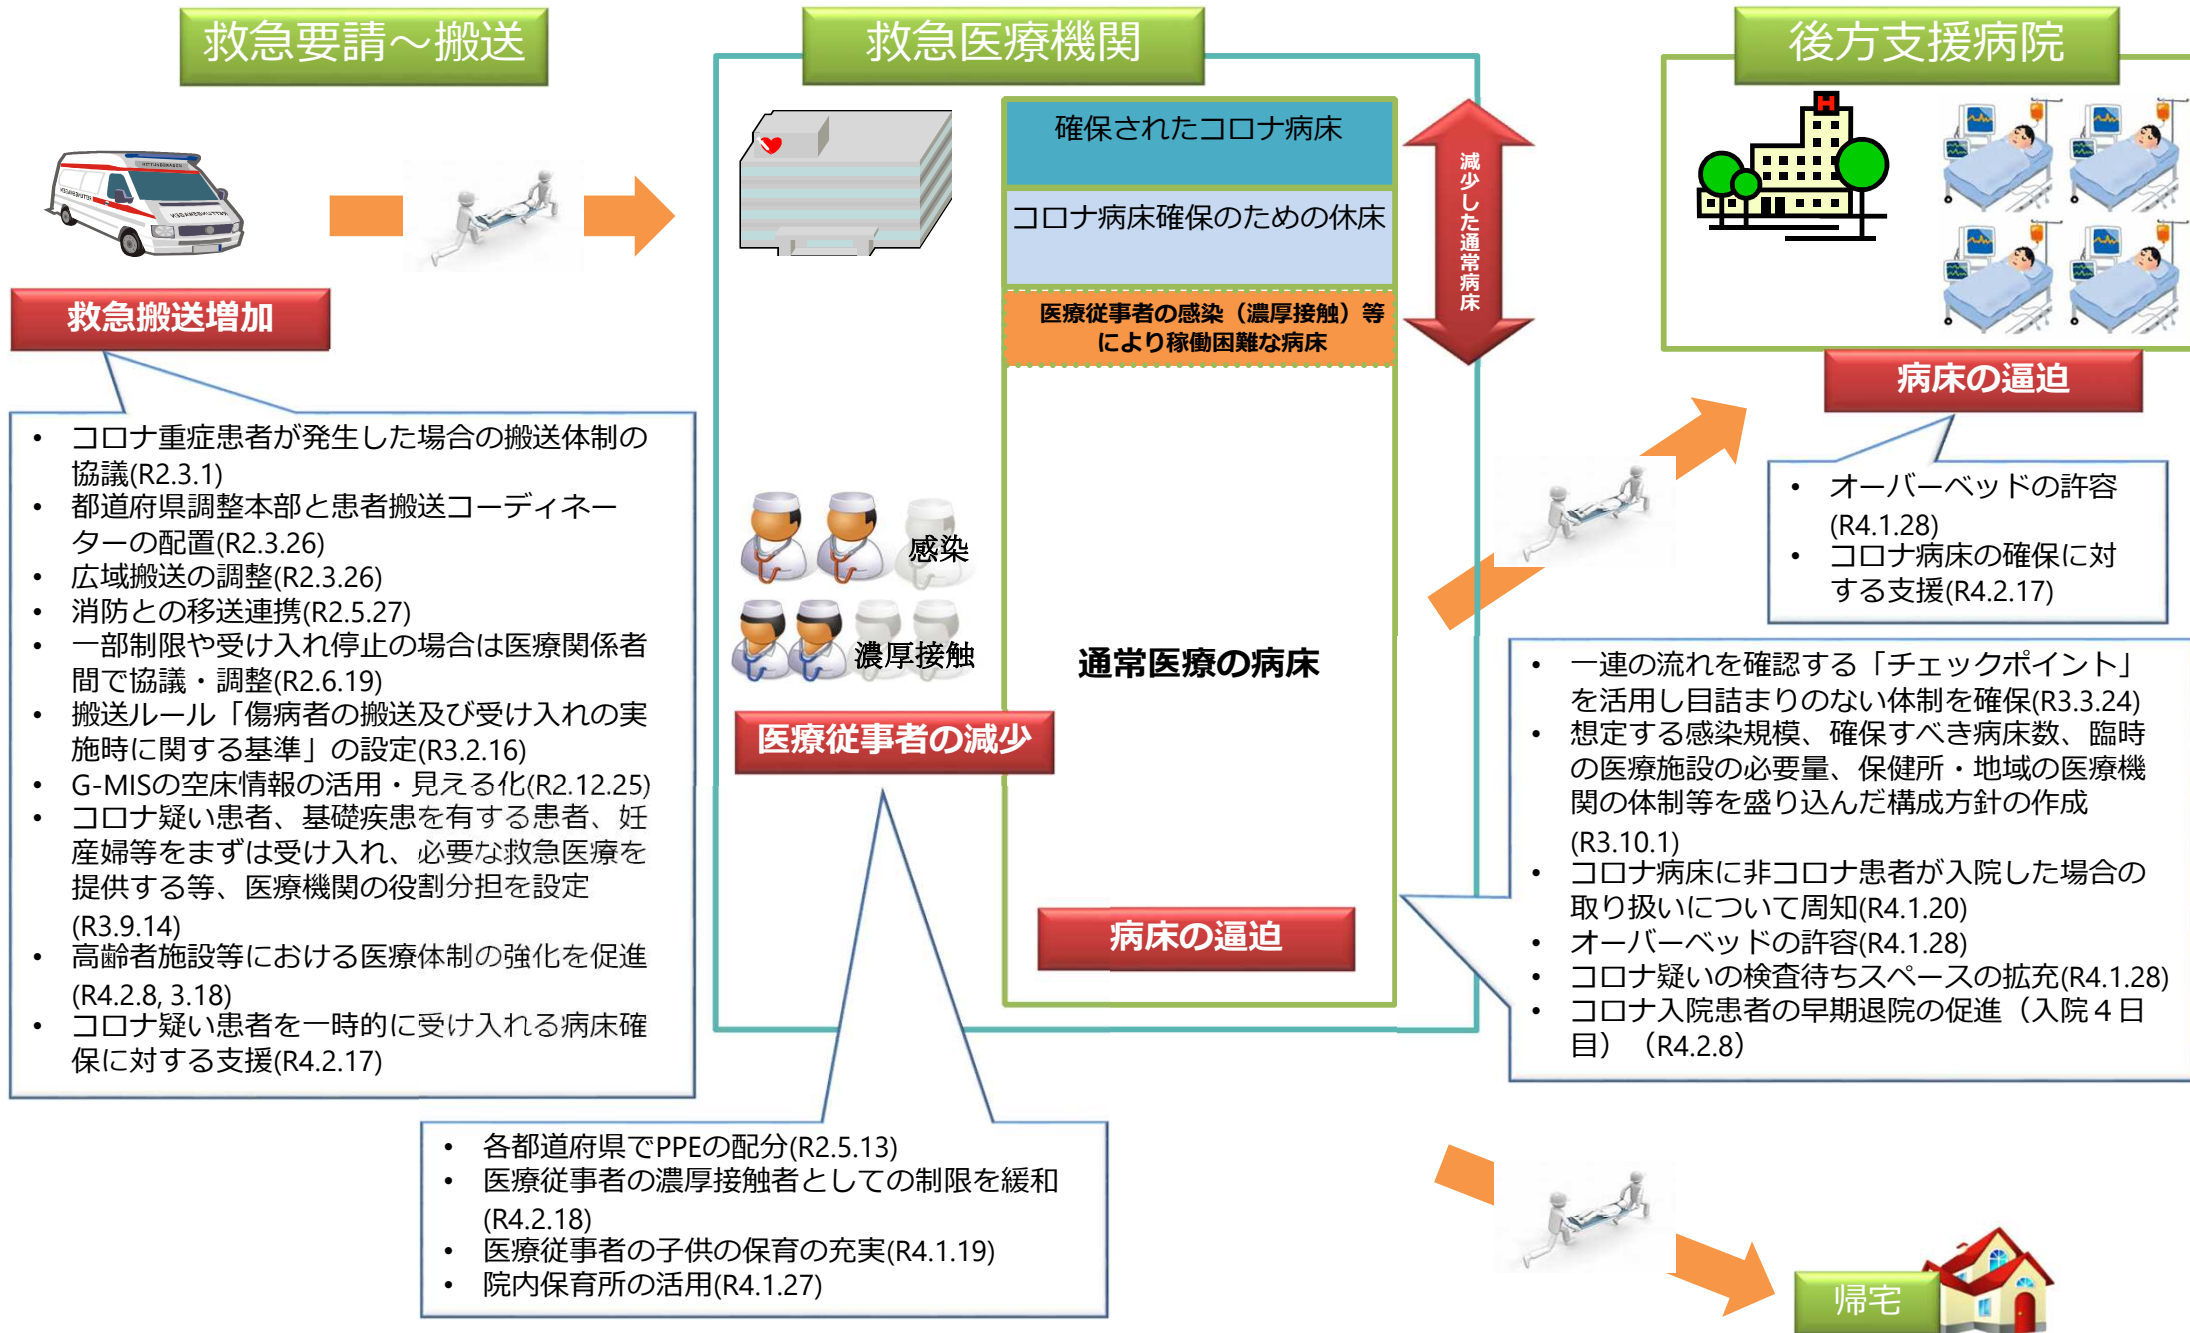 救急要請～搬送
救急医療機関
後方支援病院
救急搬送増加
確保されたコロナ病床
コロナ病床確保のための休床
医療従事者の感染（濃厚接触）等
により稼働困難な病床
減少した通常病床
病床の逼迫
• コロナ重症患者が発生した場合の搬送体制の
協議(R2.3.1)
• 都道府県調整本部と患者搬送コーディネー
ターの配置(R2.3.26)
• 広域搬送の調整(R2.3.26)
• 消防との移送連携(R2.5.27)
• 一部制限や受け入れ停止の場合は医療関係者
間で協議・調整(R2.6.19)
• 搬送ルール「傷病者の搬送及び受け入れの実
施時に関する基準」の設定(R3.2.16)
• G-MISの空床情報の活用・見える化(R2.12.25)
• コロナ疑い患者、基礎疾患を有する患者、妊
産婦等をまずは受け入れ、必要な救急医療を
提供する等、医療機関の役割分担を設定
(R3.9.14)
• 高齢者施設等における医療体制の強化を促進
(R4.2.8, 3.18)
• コロナ疑い患者を一時的に受け入れる病床確
保に対する支援(R4.2.17)
感染
濃厚接触
医療従事者の減少
通常医療の病床
病床の逼迫
• オーバーベッドの許容
(R4.1.28)
• コロナ病床の確保に対
する支援(R4.2.17)
• 一連の流れを確認する「チェックポイント」
を活用し目詰まりのない体制を確保(R3.3.24)
• 想定する感染規模、確保すべき病床数、臨時
の医療施設の必要量、保健所・地域の医療機
関の体制等を盛り込んだ構成方針の作成
(R3.10.1)
• コロナ病床に非コロナ患者が入院した場合の
取り扱いについて周知(R4.1.20)
• オーバーベッドの許容(R4.1.28)
• コロナ疑いの検査待ちスペースの拡充(R4.1.28)
• コロナ入院患者の早期退院の促進（入院４日
目）（R4.2.8）
• 各都道府県でPPEの配分(R2.5.13)
• 医療従事者の濃厚接触者としての制限を緩和
(R4.2.18)
• 医療従事者の子供の保育の充実(R4.1.19)
• 院内保育所の活用(R4.1.27)
帰宅
H